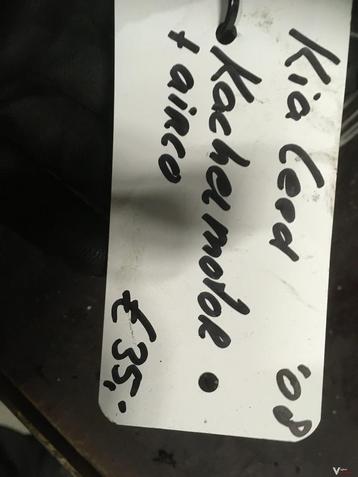 Kia Ceed '08
Kachelmotor •
+ airco
€ 35,-